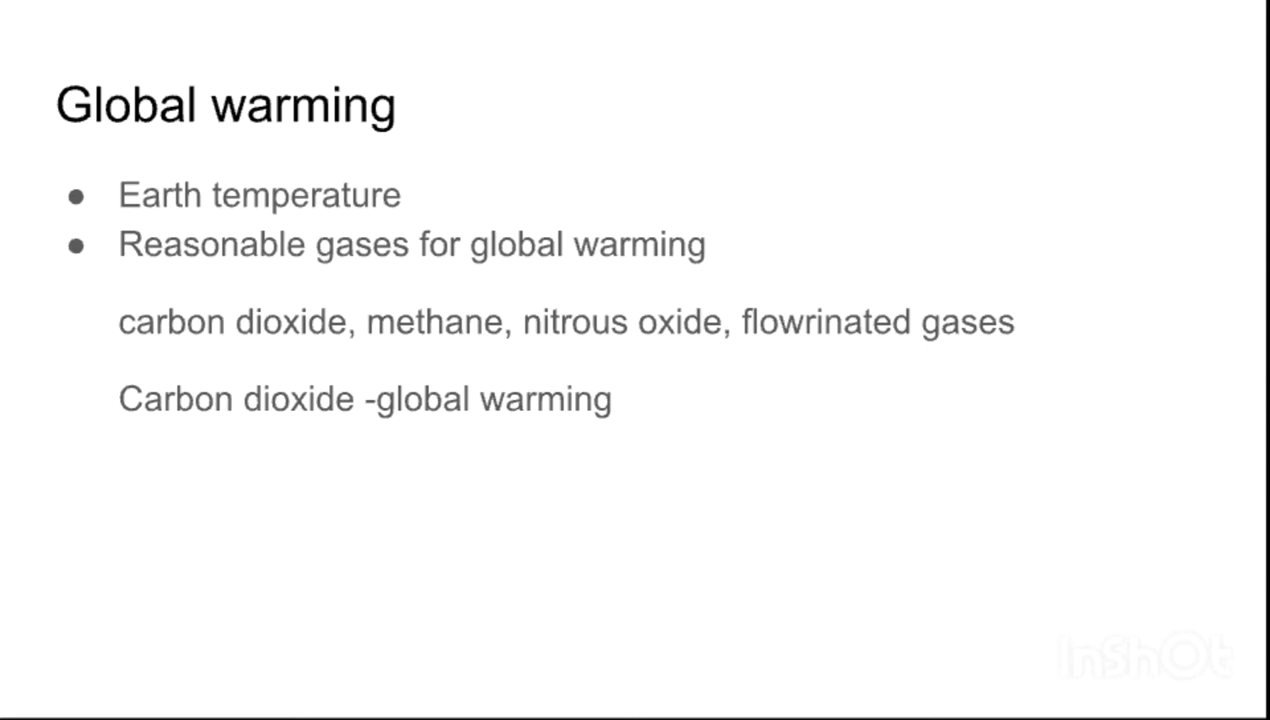 Global warming
● Earth temperature
● Reasonable gases for global warming
carbon dioxide, methane, nitrous oxide, flowrinated gases
Carbon dioxide -global warming
InShOt